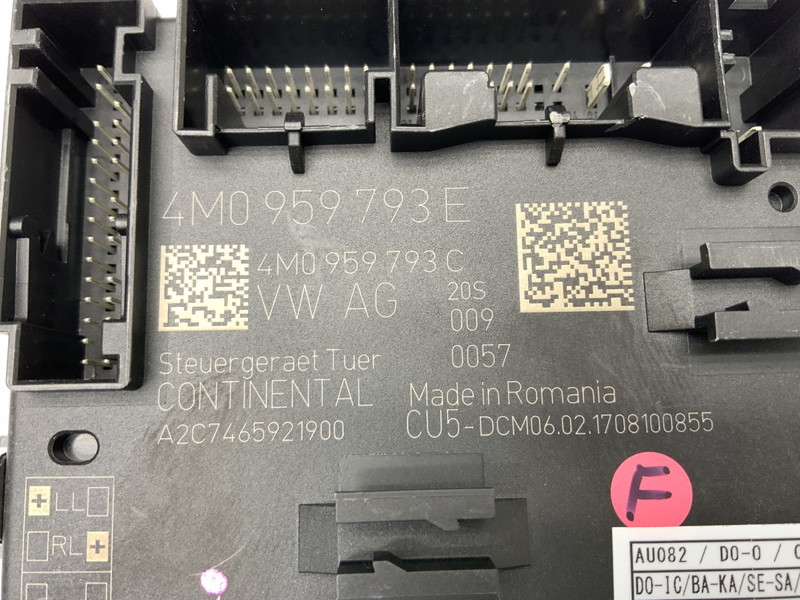 4M0 959 793 E
4M0 959 793 C
VW AG
20S
009
0057
Steuergeraet Tuer
CONTINENTAL
Made in Romania
A2C7465921900
CU5-DCM06.02.1708100855
LL
RL
F
AU082 / DO-O /
DO-IC/BA-KA/SE-SA/